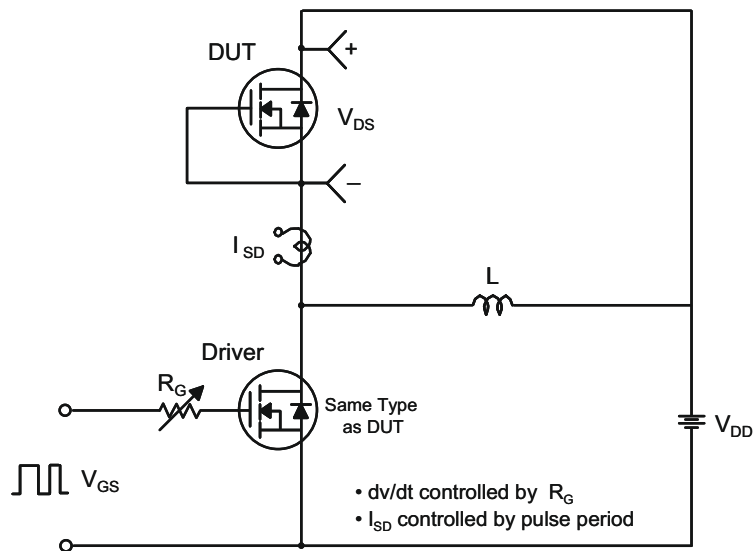 DUT
+
V_DS
–
I_SD
L
Driver
R_G
Same Type
as DUT
V_DD
V_GS
• dv/dt controlled by R_G
• I_SD controlled by pulse period